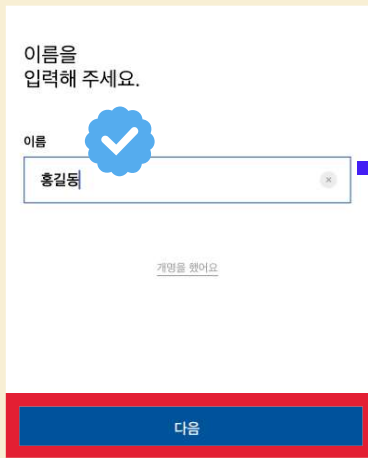 이름을
입력해 주세요.
이름
홍길동
개명을 했어요
다음